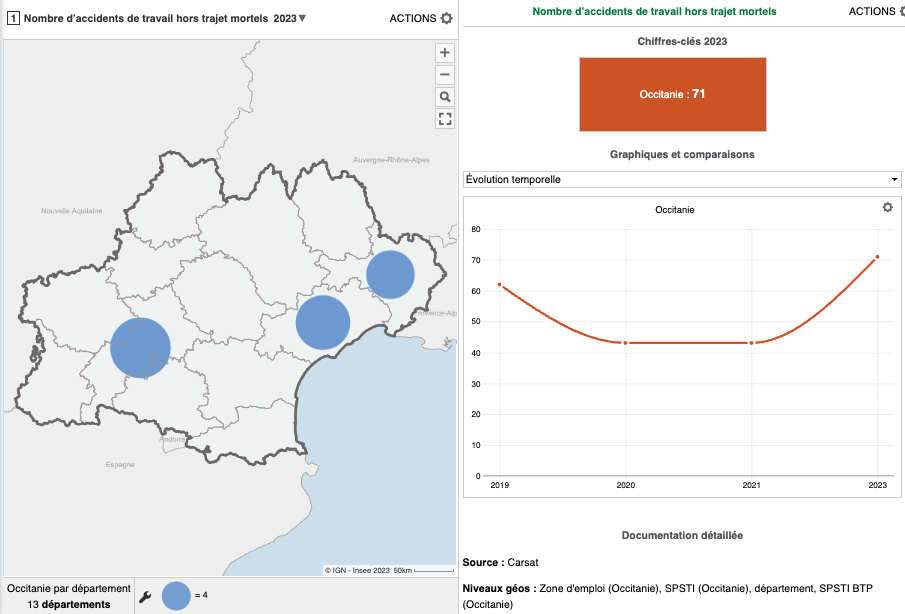 1 Nombre d'accidents de travail hors trajet mortels 2023▼
ACTIONS
+
−
Auvergne-Rhône-Alpes
Nouvelle Aquitaine
Provence-Alp
Andorre
Espagne
© IGN - Insee 2023 50km
Occitanie par département
13 départements
= 4
Nombre d'accidents de travail hors trajet mortels
ACTIONS
Chiffres-clés 2023
Occitanie : 71
Graphiques et comparaisons
Évolution temporelle
Occitanie
80
70
60
50
40
30
20
10
0
2019 2020 2021 2023
Documentation détaillée
Source : Carsat
Niveaux géos : Zone d'emploi (Occitanie), SPSTI (Occitanie), département, SPSTI BTP
(Occitanie)